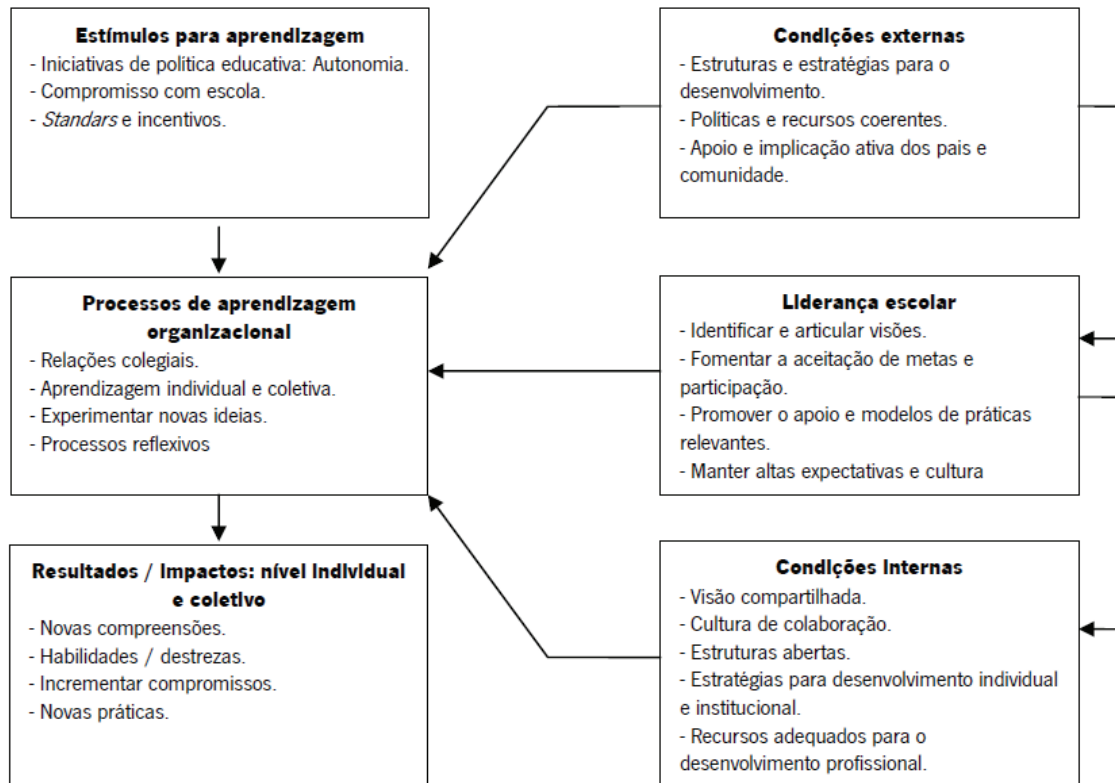 Estímulos para aprendizagem
- Iniciativas de política educativa: Autonomia.
- Compromisso com escola.
- Standars e incentivos.
Condições externas
- Estruturas e estratégias para o
desenvolvimento.
- Políticas e recursos coerentes.
- Apoio e implicação ativa dos pais e
comunidade.
Processos de aprendizagem
organizacional
- Relações colegiais.
- Aprendizagem individual e coletiva.
- Experimentar novas ideias.
- Processos reflexivos
Liderança escolar
- Identificar e articular visões.
- Fomentar a aceitação de metas e
participação.
- Promover o apoio e modelos de práticas
relevantes.
- Manter altas expectativas e cultura
Resultados / Impactos: nível individual
e coletivo
- Novas compreensões.
- Habilidades / destrezas.
- Incrementar compromissos.
- Novas práticas.
Condições internas
- Visão compartilhada.
- Cultura de colaboração.
- Estruturas abertas.
- Estratégias para desenvolvimento individual
e institucional.
- Recursos adequados para o
desenvolvimento profissional.